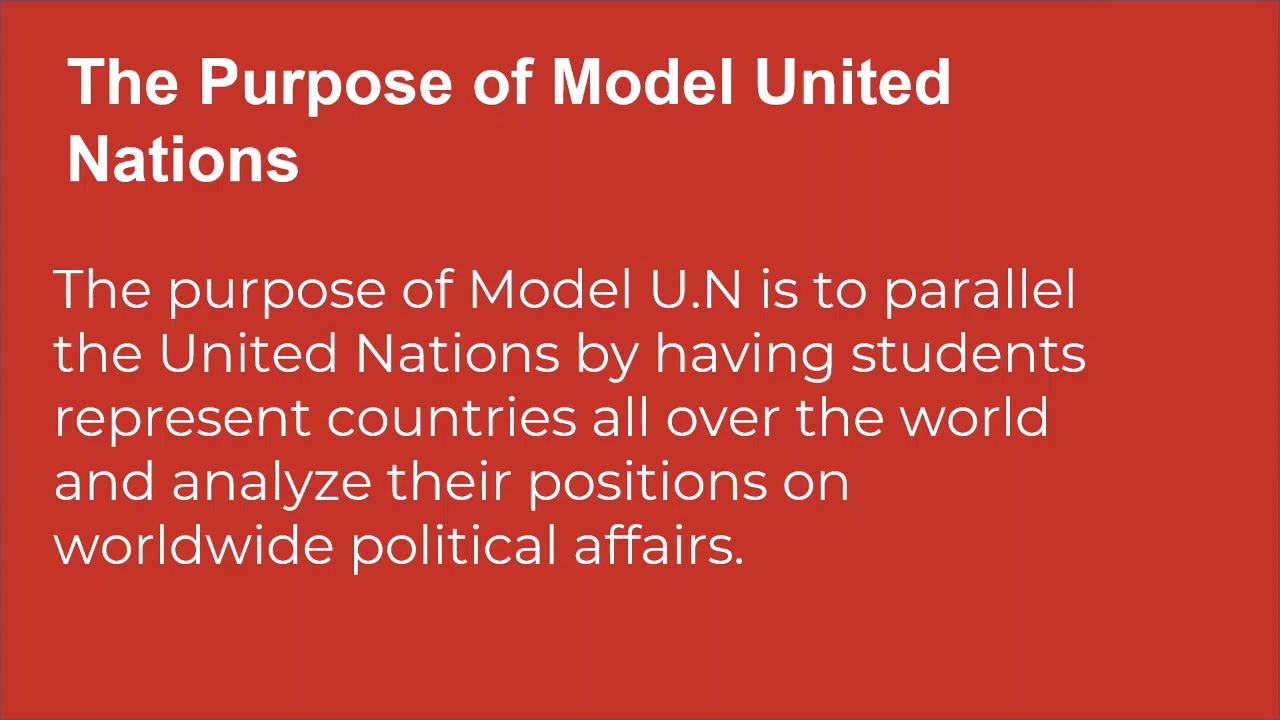 The Purpose of Model United
Nations
The purpose of Model U.N is to parallel
the United Nations by having students
represent countries all over the world
and analyze their positions on
worldwide political affairs.